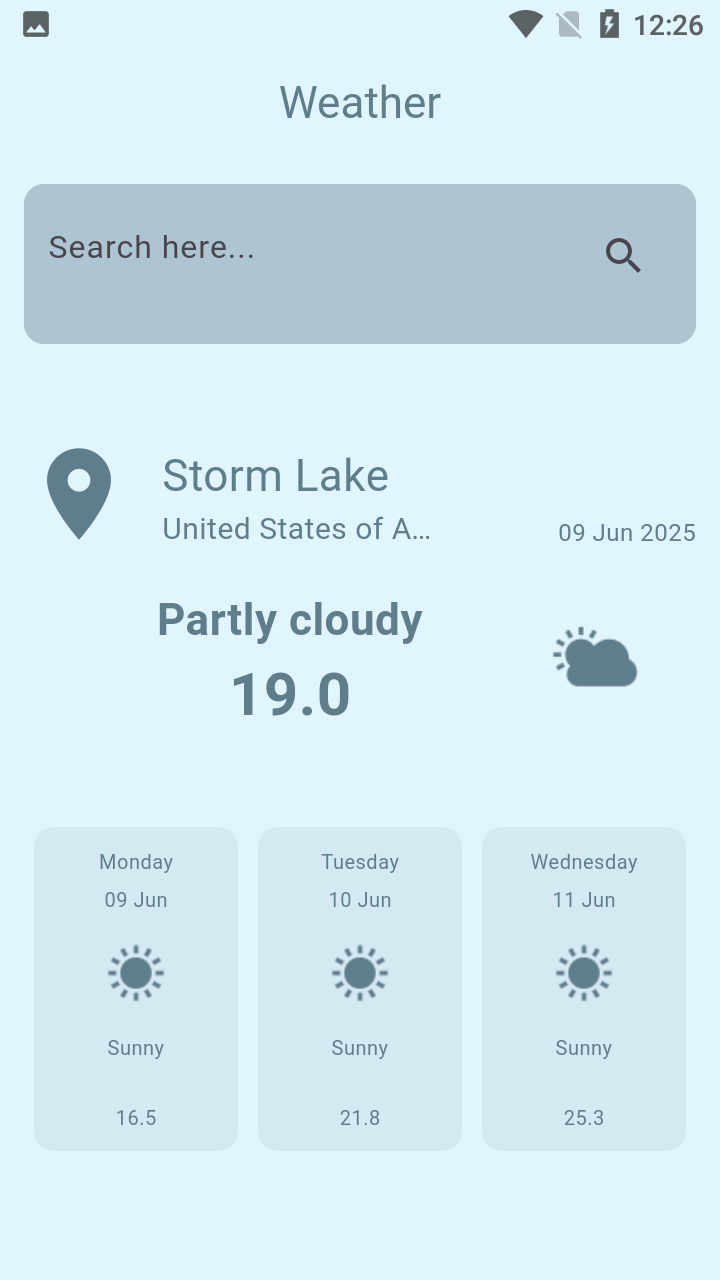 12:26
Weather
Search here...
Storm Lake
United States of A...
09 Jun 2025
Partly cloudy
19.0
Monday
09 Jun
Sunny
16.5
Tuesday
10 Jun
Sunny
21.8
Wednesday
11 Jun
Sunny
25.3